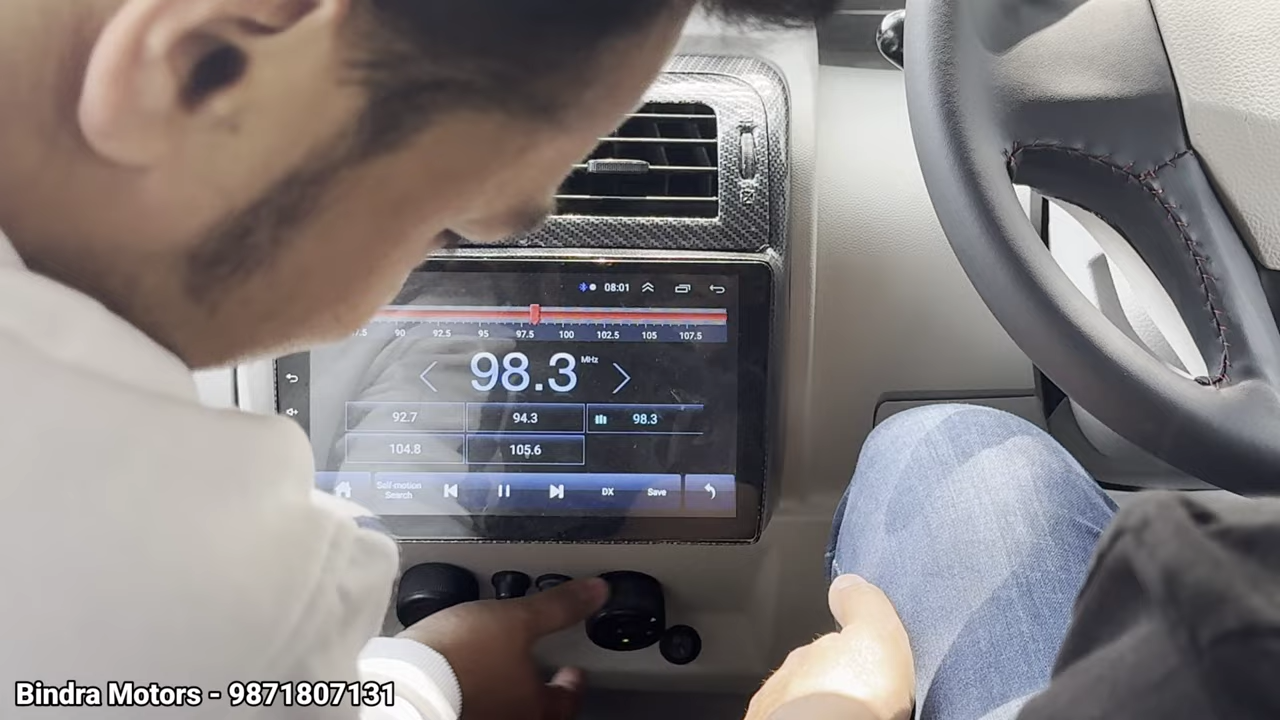 08:01
7.5 90 92.5 95 97.5 100 102.5 105 107.5
98.3 MHz
92.7 94.3 98.3
104.8 105.6
Self-motion
Search
DX Save
Bindra Motors - 9871807131